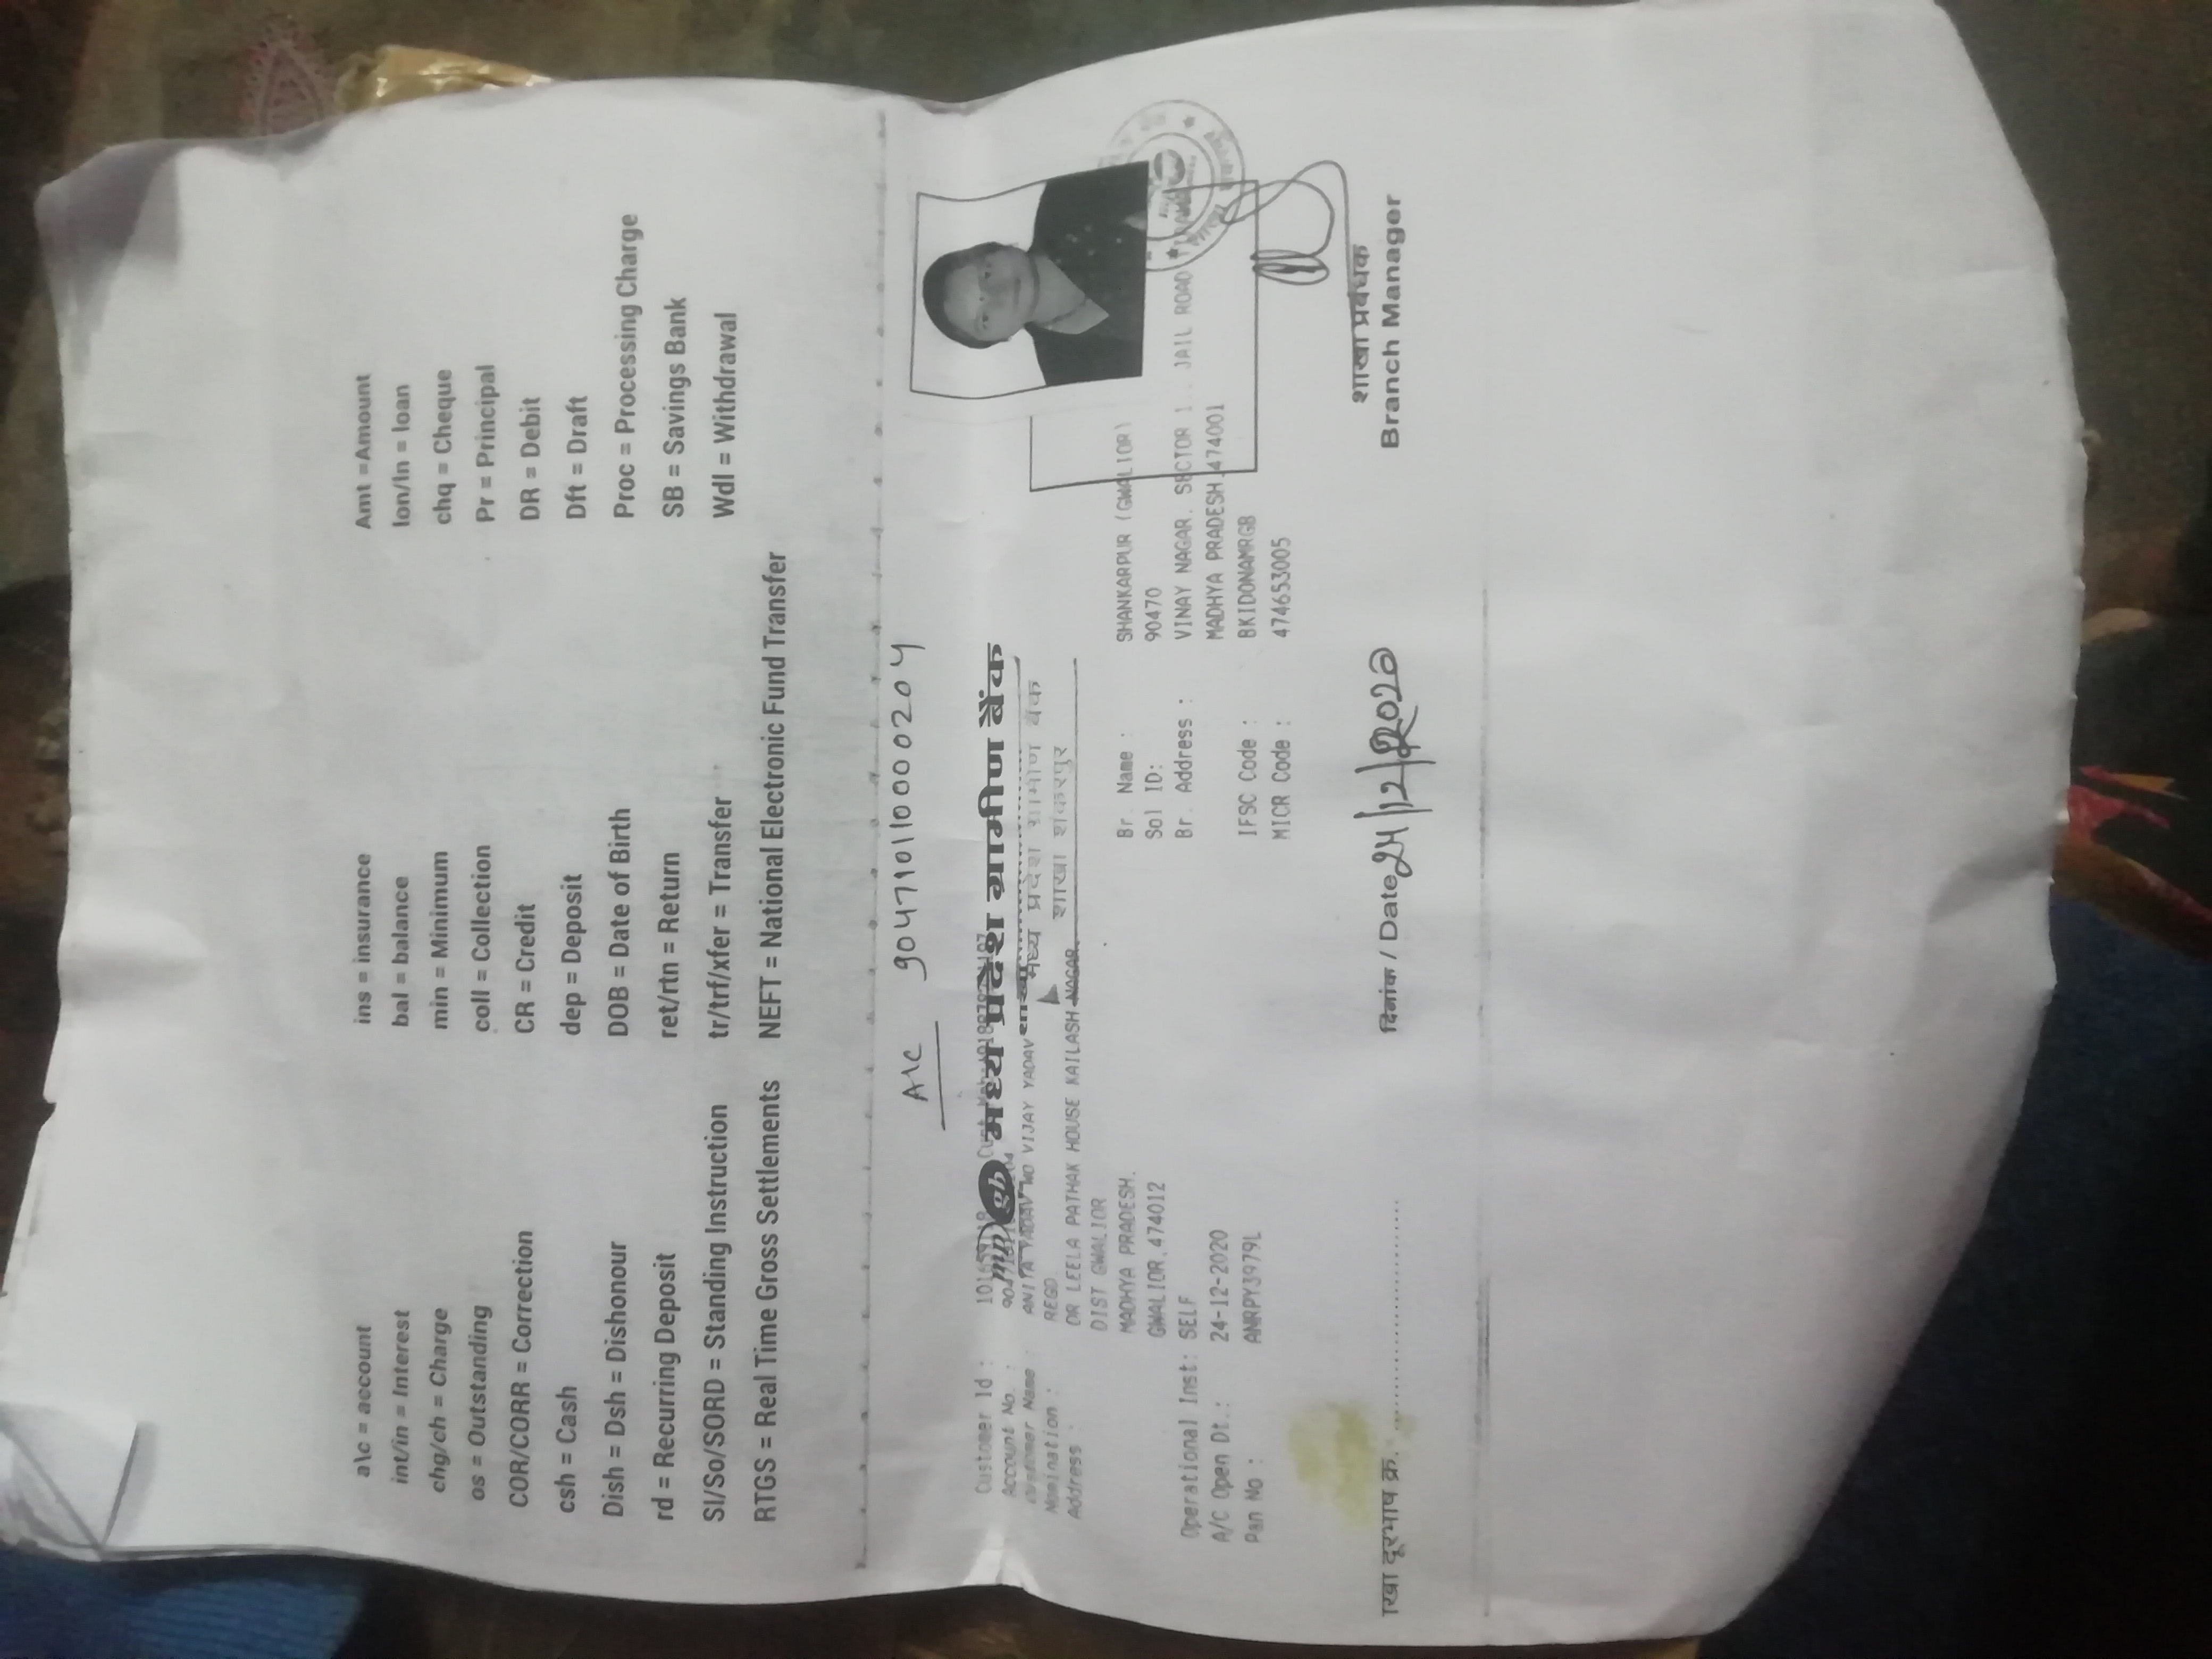 a\c = account ins = insurance Amt =Amount
int/in = Interest bal = balance lon/ln = loan
chg/ch = Charge min = Minimum chq = Cheque
os = Outstanding coll = Collection Pr = Principal
COR/CORR = Correction CR = Credit DR = Debit
csh = Cash dep = Deposit Dft = Draft
Dish = Dsh = Dishonour DOB = Date of Birth Proc = Processing Charge
rd = Recurring Deposit ret/rtn = Return SB = Savings Bank
SI/So/SORD = Standing Instruction tr/trf/xfer = Transfer Wdl = Withdrawal
RTGS = Real Time Gross Settlements NEFT = National Electronic Fund Transfer
A\c 904710110000204
मध्य प्रदेश ग्रामीण बैंक
Customer Id :
Account No. :
Customer Name : ANITA YADAV WO VIJAY YADAV शाखा मध्य प्रदेश ग्रामीण बैंक
Nomination : REGD शाखा शंकरपुर
Address : DR LEELA PATHAK HOUSE KAILASH NAGAR
DIST GWALIOR
MADHYA PRADESH.
GWALIOR.474012
Operational Inst: SELF
A/C Open Dt.: 24-12-2020
Pan No : ANRPY3979L
Br. Name : SHANKARPUR (GWALIOR)
Sol ID: 90470
Br. Address : VINAY NAGAR. SECTOR 1.. JAIL ROAD
MADHYA PRADESH.474001
IFSC Code : BKID0NAMRGB
MICR Code : 474653005
दूरभाष क्र. दिनांक / Date 24/12/2020 शाखा प्रबंधक
Branch Manager